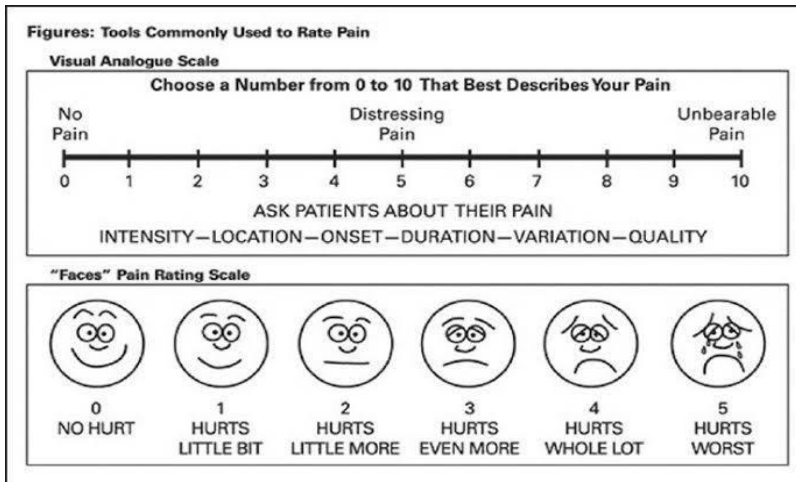 Figures: Tools Commonly Used to Rate Pain
Visual Analogue Scale
Choose a Number from 0 to 10 That Best Describes Your Pain
No Pain
Distressing Pain
Unbearable Pain
0 1 2 3 4 5 6 7 8 9 10
ASK PATIENTS ABOUT THEIR PAIN
INTENSITY—LOCATION—ONSET—DURATION—VARIATION—QUALITY
"Faces" Pain Rating Scale
0
NO HURT
1
HURTS
LITTLE BIT
2
HURTS
LITTLE MORE
3
HURTS
EVEN MORE
4
HURTS
WHOLE LOT
5
HURTS
WORST